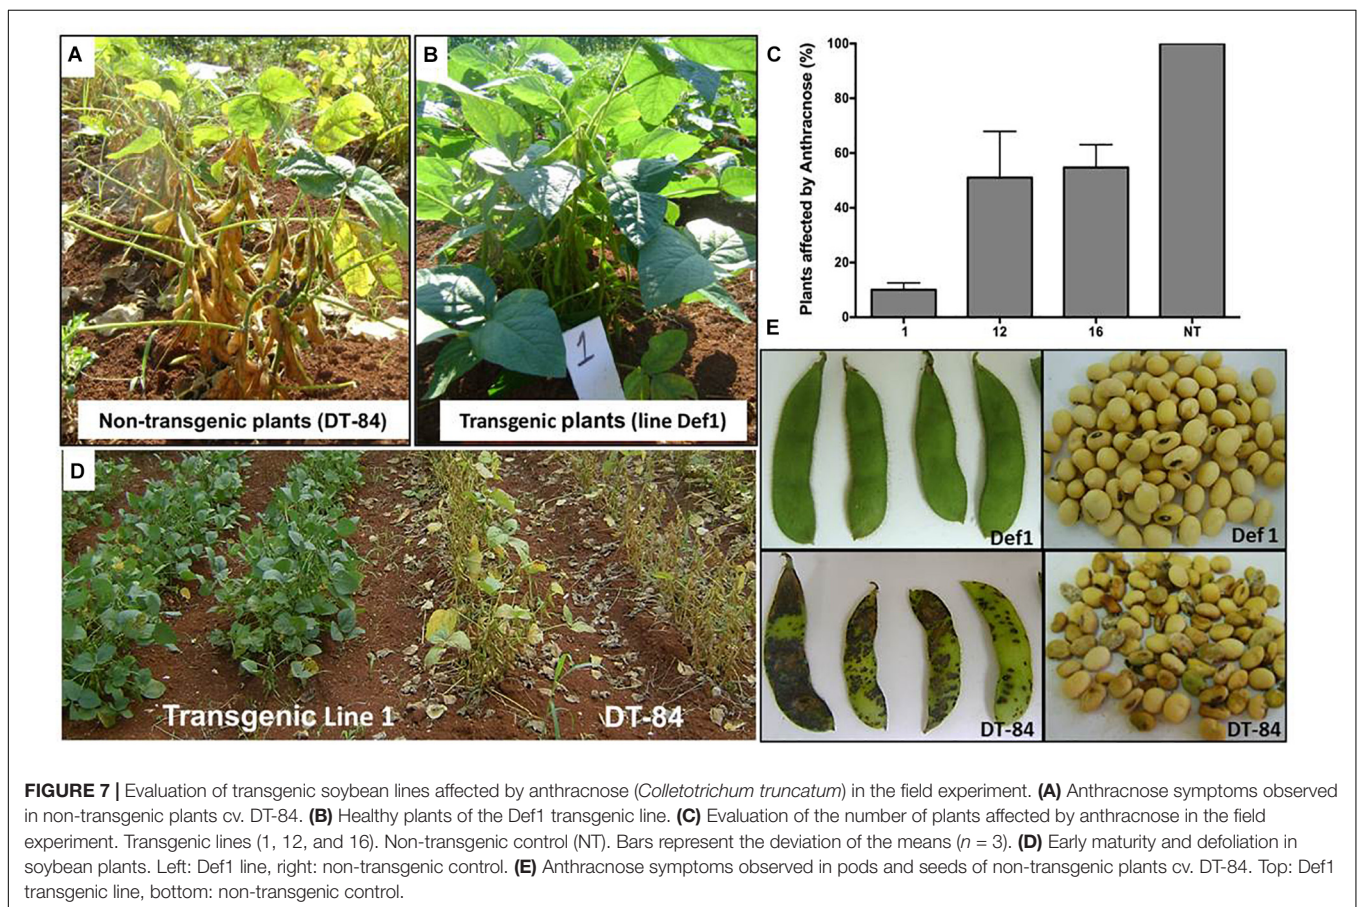 A
B
1
Non-transgenic plants (DT-84)
Transgenic plants (line Def1)
C
Plants affected by Anthracnose (%)
100
80
60
40
20
0
1
12
16
NT
D
Transgenic Line 1
DT-84
E
Def1
Def 1
DT-84
DT-84
FIGURE 7 | Evaluation of transgenic soybean lines affected by anthracnose (Colletotrichum truncatum) in the field experiment. (A) Anthracnose symptoms observed
in non-transgenic plants cv. DT-84. (B) Healthy plants of the Def1 transgenic line. (C) Evaluation of the number of plants affected by anthracnose in the field
experiment. Transgenic lines (1, 12, and 16). Non-transgenic control (NT). Bars represent the deviation of the means (n = 3). (D) Early maturity and defoliation in
soybean plants. Left: Def1 line, right: non-transgenic control. (E) Anthracnose symptoms observed in pods and seeds of non-transgenic plants cv. DT-84. Top: Def1
transgenic line, bottom: non-transgenic control.